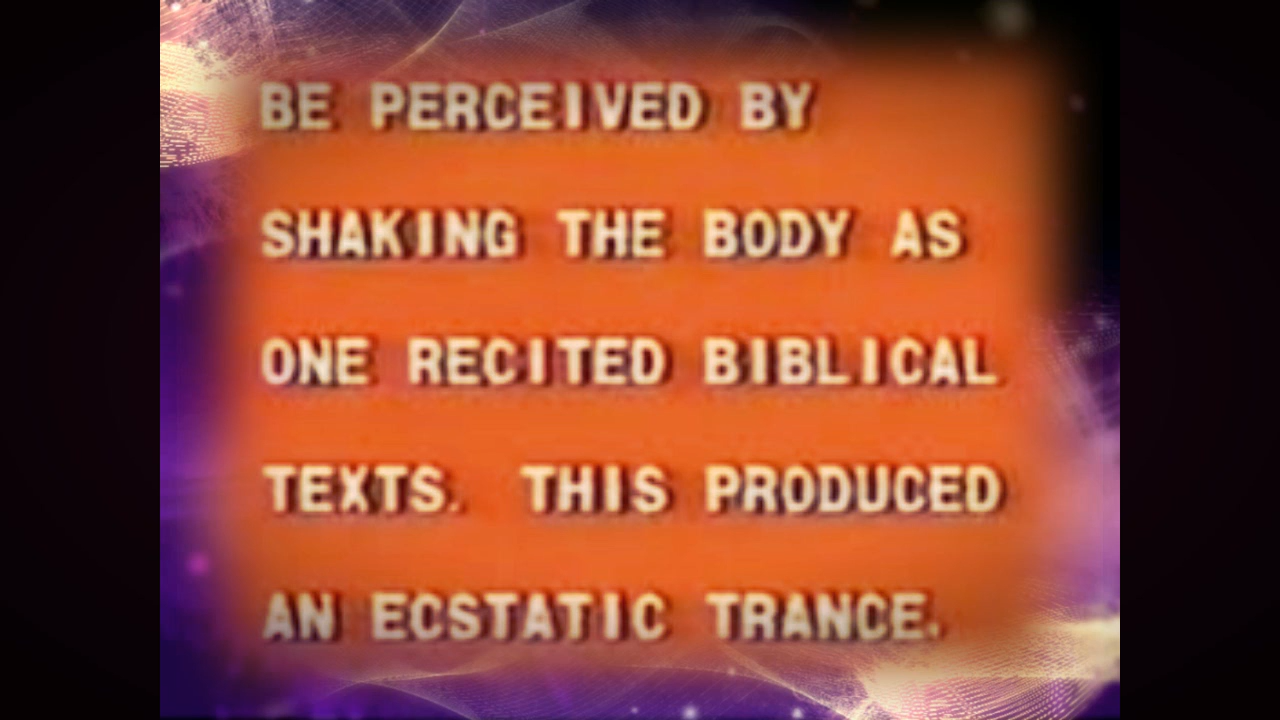 BE PERCEIVED BY
SHAKING THE BODY AS
ONE RECITED BIBLICAL
TEXTS. THIS PRODUCED
AN ECSTATIC TRANCE.